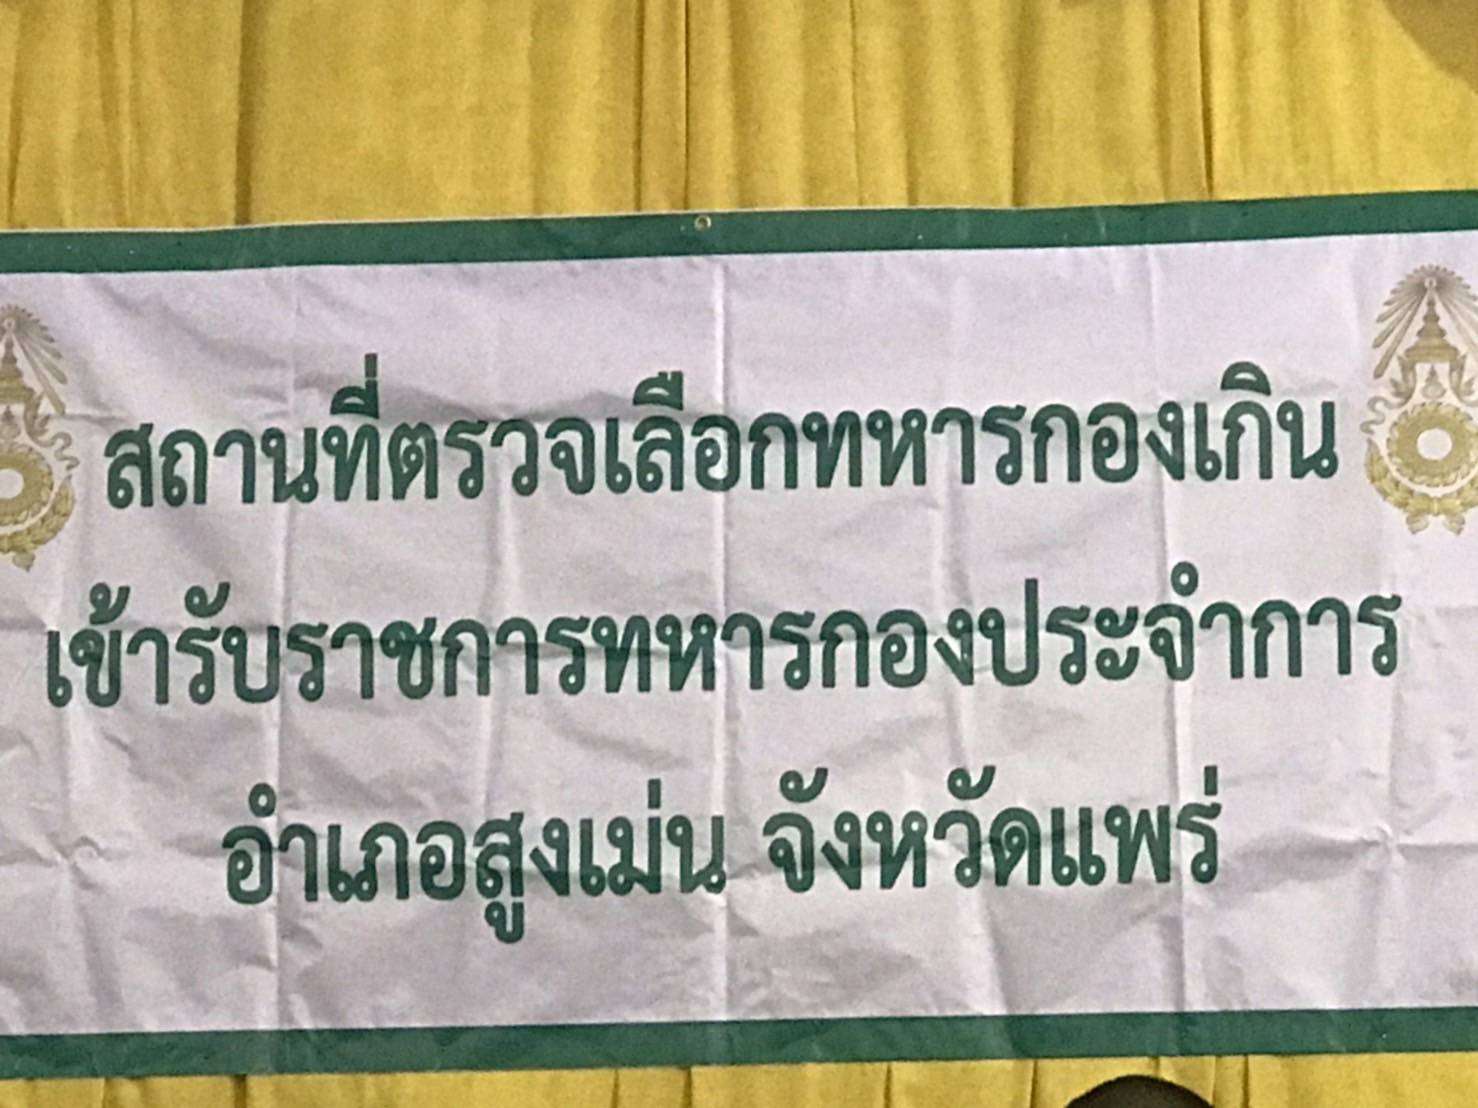 สถานที่ตรวจเลือกทหารกองเกิน
เข้ารับราชการทหารกองประจำการ
อำเภอสูงเม่น จังหวัดแพร่